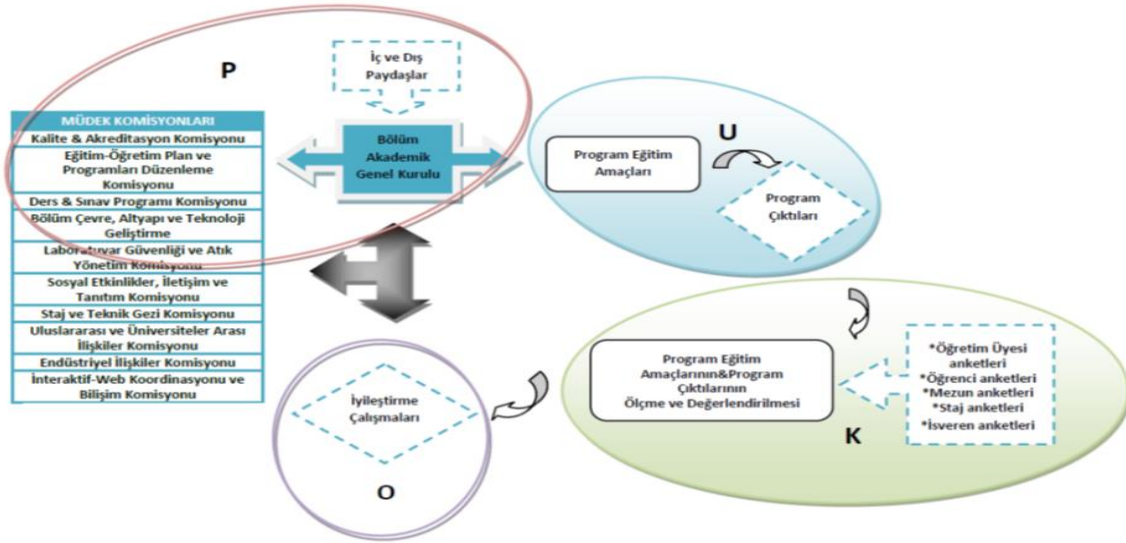 P
İç ve Dış
Paydaşlar
MÜDEK KOMİSYONLARI
Kalite & Akreditasyon Komisyonu
Eğitim-Öğretim Plan ve
Programları Düzenleme
Komisyonu
Ders & Sınav Programı Komisyonu
Bölüm Çevre, Altyapı ve Teknoloji
Geliştirme
Laboratuvar Güvenliği ve Atık
Yönetim Komisyonu
Sosyal Etkinlikler, İletişim ve
Tanıtım Komisyonu
Staj ve Teknik Gezi Komisyonu
Uluslararası ve Üniversiteler Arası
İlişkiler Komisyonu
Endüstriyel İlişkiler Komisyonu
İnteraktif-Web Koordinasyonu ve
Bilişim Komisyonu
Bölüm
Akademik
Genel Kurulu
U
Program Eğitim
Amaçları
Program
Çıktıları
Program Eğitim
Amaçlarının&Program
Çıktılarının
Ölçme ve Değerlendirilmesi
*Öğretim Üyesi
anketleri
*Öğrenci anketleri
*Mezun anketleri
*Staj anketleri
*İsveren anketleri
K
İyileştirme
Çalışmaları
O